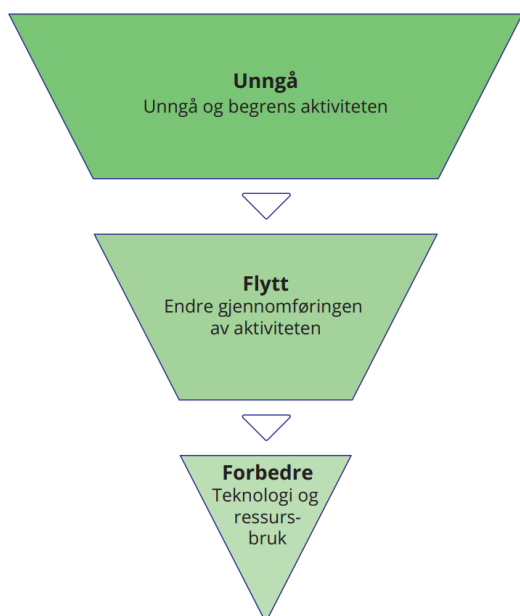 Unngå
Unngå og begrens aktiviteten
Flytt
Endre gjennomføringen
av aktiviteten
Forbedre
Teknologi og
ressurs-
bruk